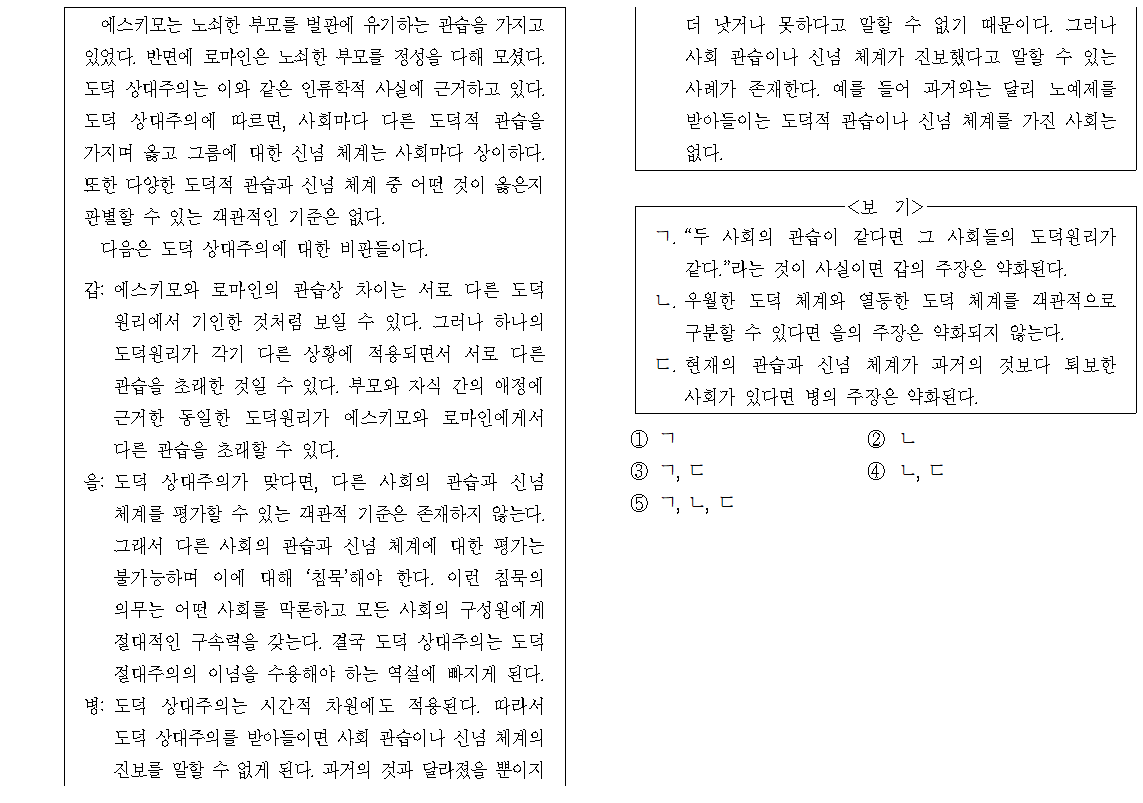 에스키모는 노쇠한 부모를 벌판에 유기하는 관습을 가지고
있었다. 반면에 로마인은 노쇠한 부모를 정성을 다해 모셨다.
도덕 상대주의는 이와 같은 인류학적 사실에 근거하고 있다.
도덕 상대주의에 따르면, 사회마다 다른 도덕적 관습을
가지며 옳고 그름에 대한 신념 체계는 사회마다 상이하다.
또한 다양한 도덕적 관습과 신념 체계 중 어떤 것이 옳은지
판별할 수 있는 객관적인 기준은 없다.
다음은 도덕 상대주의에 대한 비판들이다.
갑: 에스키모와 로마인의 관습상 차이는 서로 다른 도덕
원리에서 기인한 것처럼 보일 수 있다. 그러나 하나의
도덕원리가 각기 다른 상황에 적용되면서 서로 다른
관습을 초래한 것일 수 있다. 부모와 자식 간의 애정에
근거한 동일한 도덕원리가 에스키모와 로마인에게서
다른 관습을 초래할 수 있다.
을: 도덕 상대주의가 맞다면, 다른 사회의 관습과 신념
체계를 평가할 수 있는 객관적 기준은 존재하지 않는다.
그래서 다른 사회의 관습과 신념 체계에 대한 평가는
불가능하며 이에 대해 ‘침묵’해야 한다. 이런 침묵의
의무는 어떤 사회를 막론하고 모든 사회의 구성원에게
절대적인 구속력을 갖는다. 결국 도덕 상대주의는 도덕
절대주의의 이념을 수용해야 하는 역설에 빠지게 된다.
병: 도덕 상대주의는 시간적 차원에도 적용된다. 따라서
도덕 상대주의를 받아들이면 사회 관습이나 신념 체계의
진보를 말할 수 없게 된다. 과거의 것과 달라졌을 뿐이지
더 낫거나 못하다고 말할 수 없기 때문이다. 그러나
사회 관습이나 신념 체계가 진보했다고 말할 수 있는
사례가 존재한다. 예를 들어 과거와는 달리 노예제를
받아들이는 도덕적 관습이나 신념 체계를 가진 사회는
없다.
<보 기>
ㄱ. “두 사회의 관습이 같다면 그 사회들의 도덕원리가
같다.”라는 것이 사실이면 갑의 주장은 약화된다.
ㄴ. 우월한 도덕 체계와 열등한 도덕 체계를 객관적으로
구분할 수 있다면 을의 주장은 약화되지 않는다.
ㄷ. 현재의 관습과 신념 체계가 과거의 것보다 퇴보한
사회가 있다면 병의 주장은 약화된다.
① ㄱ ② ㄴ
③ ㄱ, ㄷ ④ ㄴ, ㄷ
⑤ ㄱ, ㄴ, ㄷ